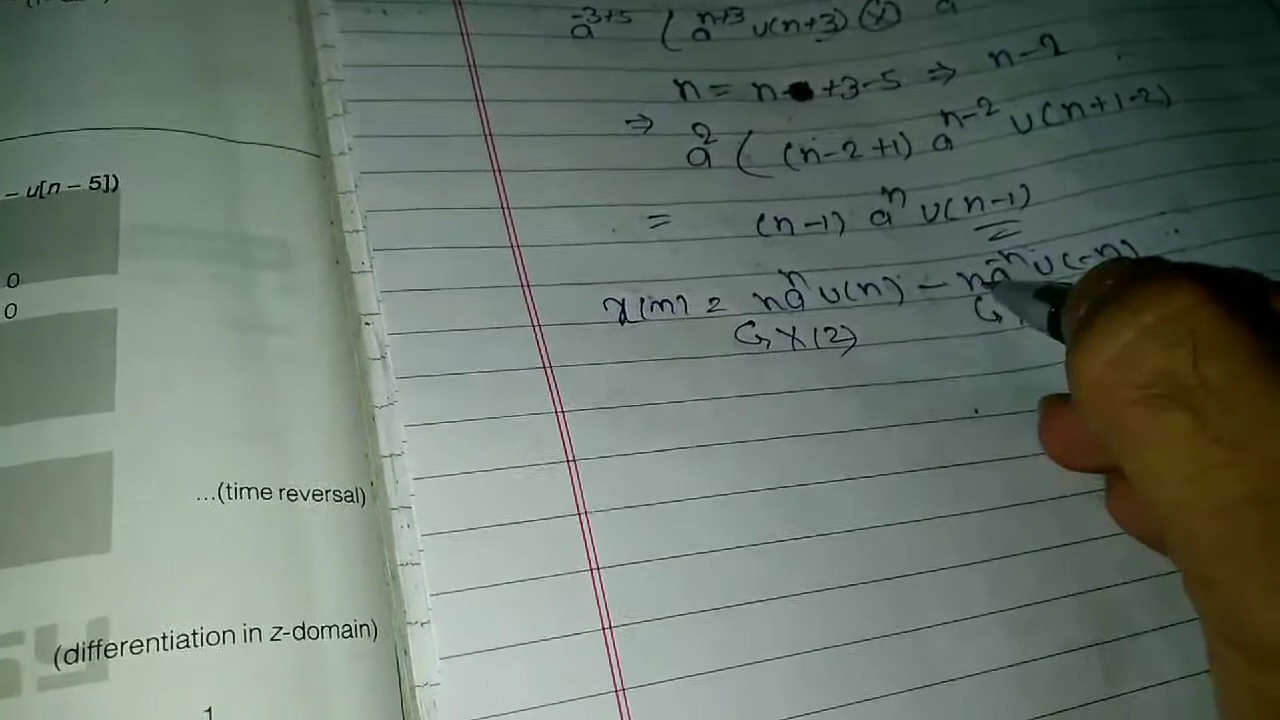 – u[n – 5])
0
0
...(time reversal)
(differentiation in z-domain)
1
a^{-3+5} ( a^{n+3} u(n+3) ⊗ a
n = n +3-5 ⇒ n-2
⇒ a^2 ( (n-2+1) a^{n-2} u(n+1-2)
= (n-1) a^n u(n-1)
x(n) = na^n u(n) - na^{-n} u(-n)
↳ X(z)